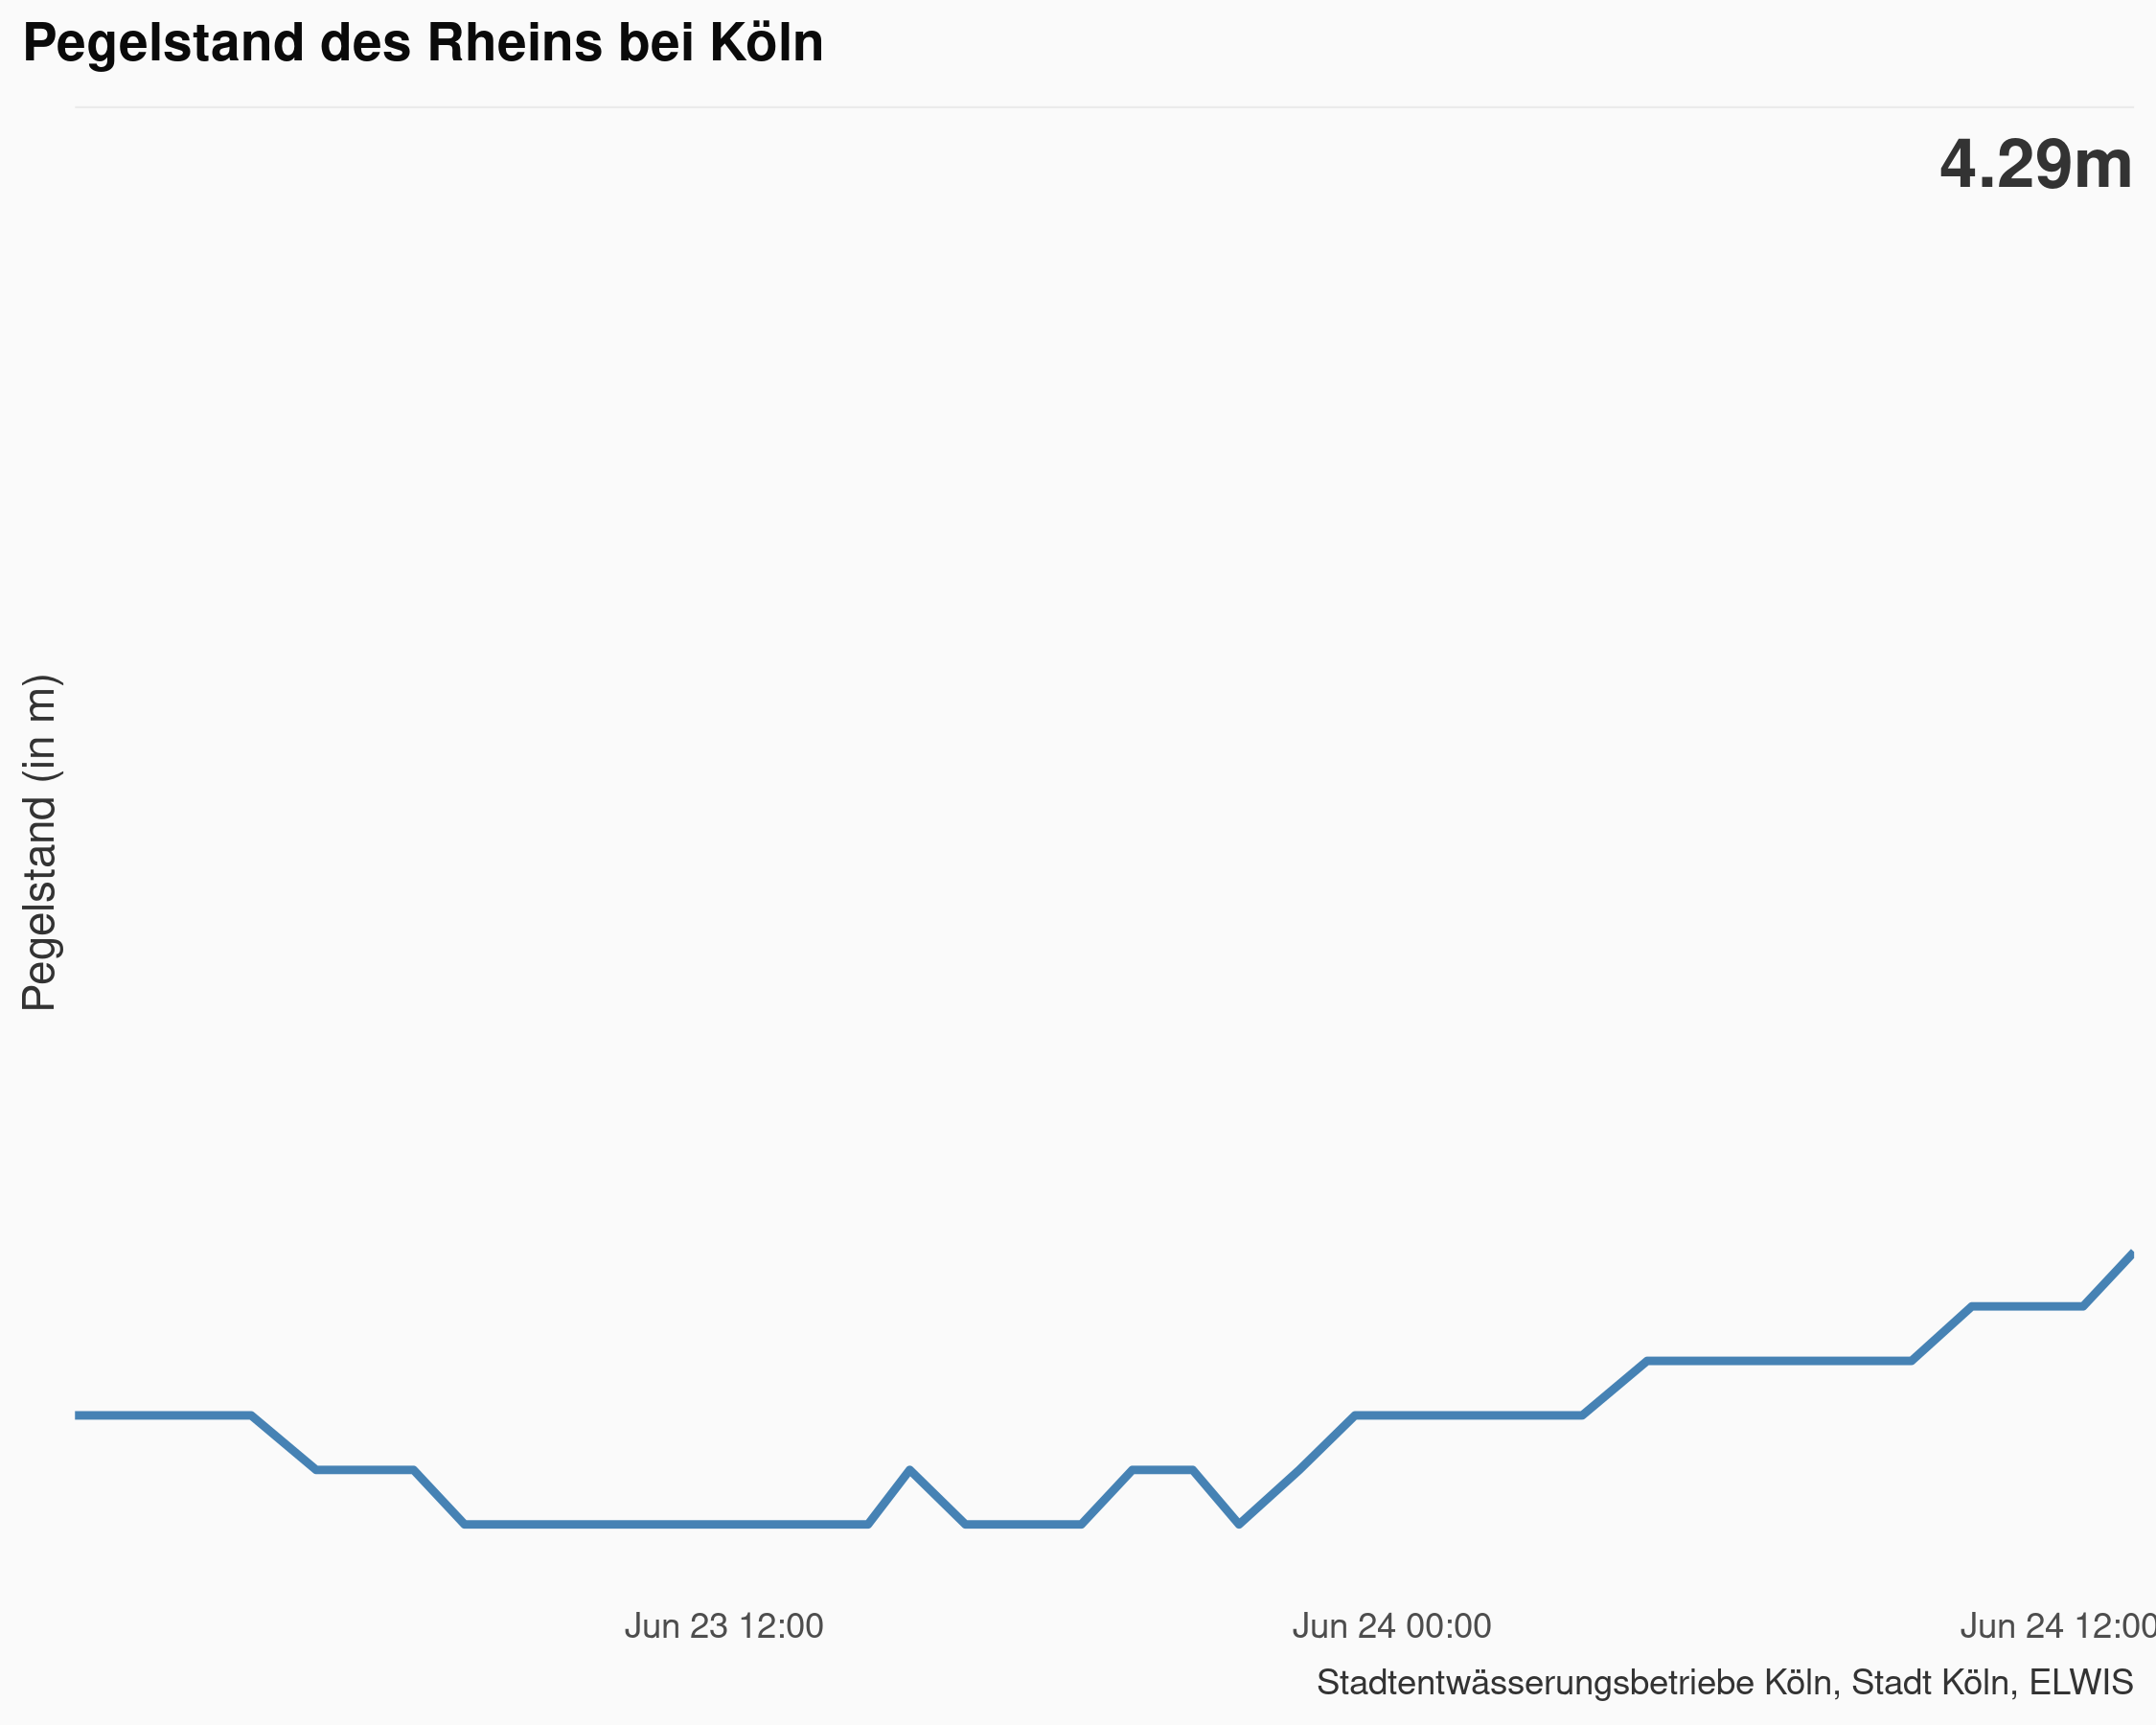 Pegelstand des Rheins bei Köln
4.29m
Pegelstand (in m)
Jun 23 12:00
Jun 24 00:00
Jun 24 12:00
Stadtentwässerungsbetriebe Köln, Stadt Köln, ELWIS